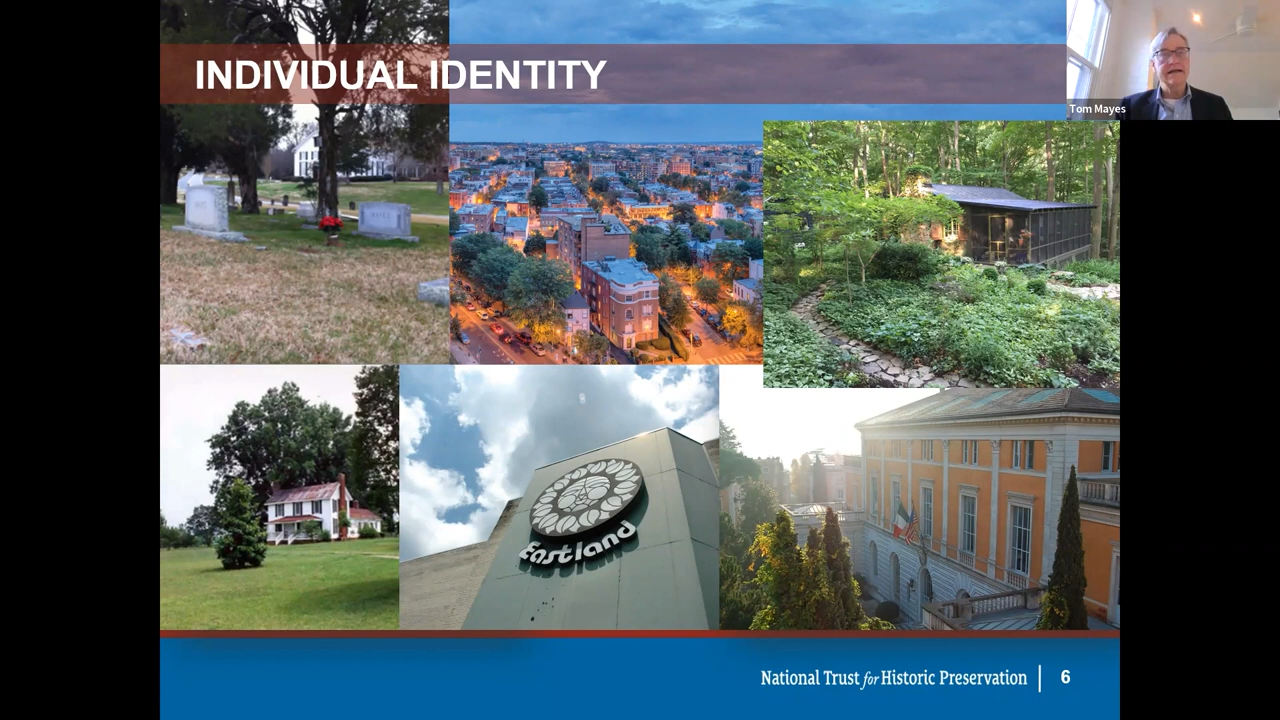 INDIVIDUAL IDENTITY
Tom Mayes
Eastland
National Trust for Historic Preservation
6